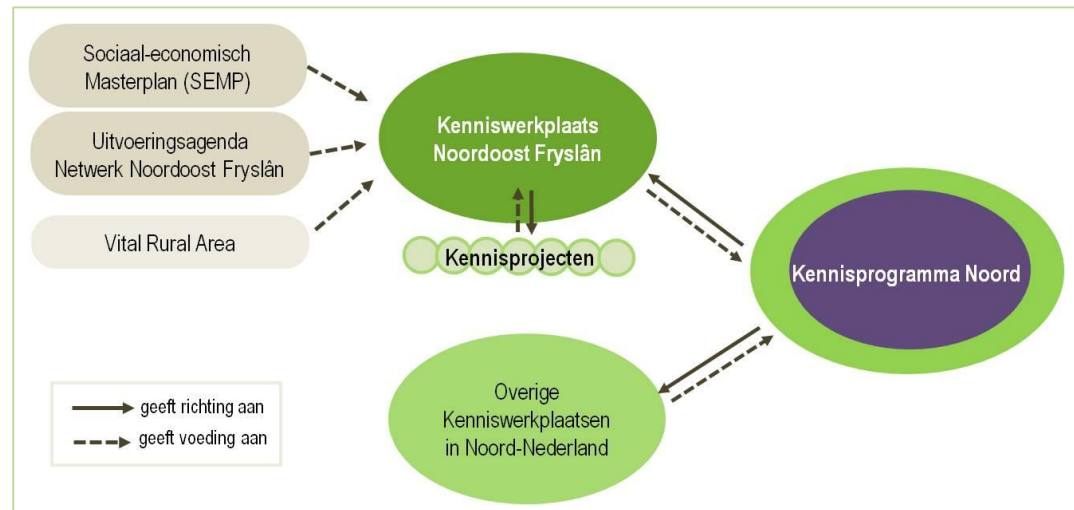 Sociaal-economisch
Masterplan (SEMP)
Uitvoeringsagenda
Netwerk Noordoost Fryslân
Vital Rural Area
Kenniswerkplaats
Noordoost Fryslân
Kennisprojecten
Kennisprogramma Noord
Overige
Kenniswerkplaatsen
in Noord-Nederland
geeft richting aan
geeft voeding aan